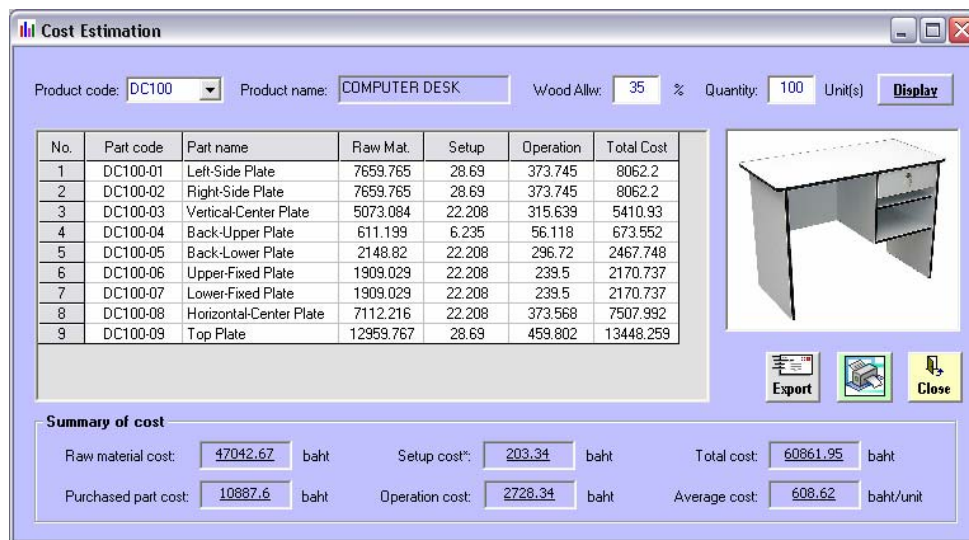 Cost Estimation
Product code: DC100 Product name: COMPUTER DESK Wood Allw: 35 % Quantity: 100 Unit(s) Display
No. Part code Part name Raw Mat. Setup Operation Total Cost
1 DC100-01 Left-Side Plate 7659.765 28.69 373.745 8062.2
2 DC100-02 Right-Side Plate 7659.765 28.69 373.745 8062.2
3 DC100-03 Vertical-Center Plate 5073.084 22.208 315.639 5410.93
4 DC100-04 Back-Upper Plate 611.199 6.235 56.118 673.552
5 DC100-05 Back-Lower Plate 2148.82 22.208 296.72 2467.748
6 DC100-06 Upper-Fixed Plate 1909.029 22.208 239.5 2170.737
7 DC100-07 Lower-Fixed Plate 1909.029 22.208 239.5 2170.737
8 DC100-08 Horizontal-Center Plate 7112.216 22.208 373.568 7507.992
9 DC100-09 Top Plate 12959.767 28.69 459.802 13448.259
Export Close
Summary of cost
Raw material cost: 47042.67 baht Setup cost*: 203.34 baht Total cost: 60861.95 baht
Purchased part cost: 10887.6 baht Operation cost: 2728.34 baht Average cost: 608.62 baht/unit